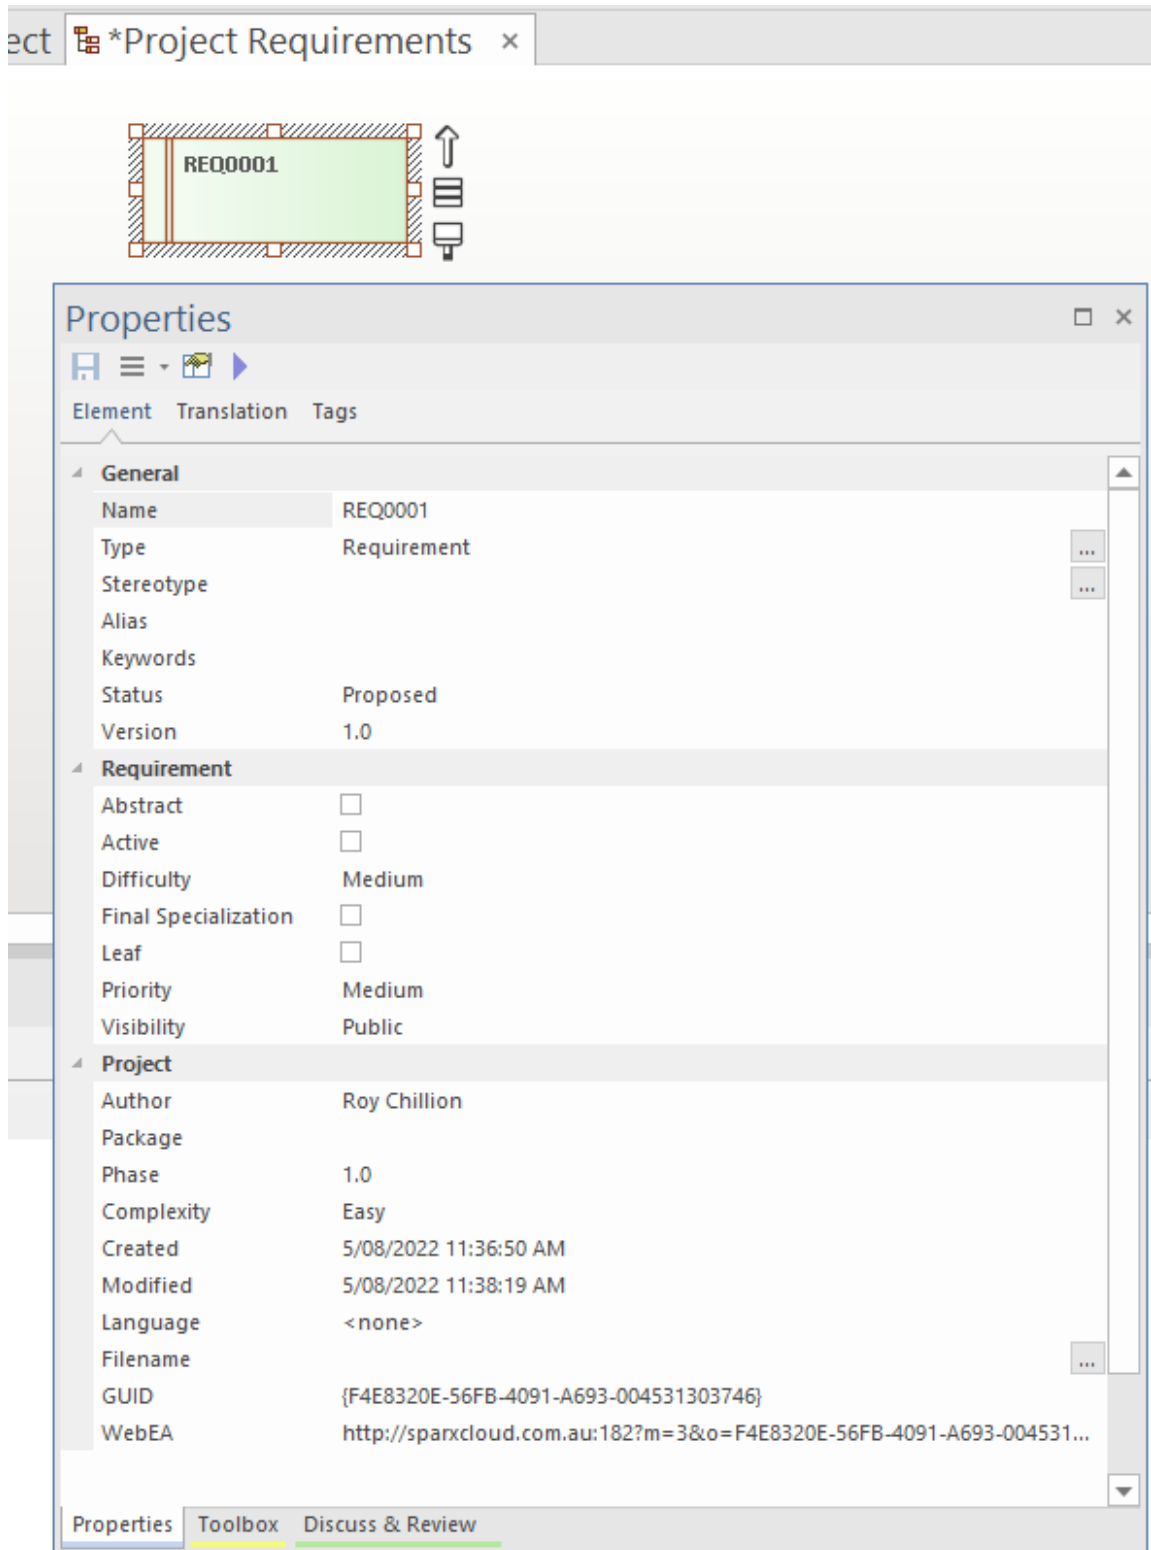 ect *Project Requirements ×
REQ0001
Properties
Element Translation Tags
General
Name REQ0001
Type Requirement ...
Stereotype ...
Alias
Keywords
Status Proposed
Version 1.0
Requirement
Abstract
Active
Difficulty Medium
Final Specialization
Leaf
Priority Medium
Visibility Public
Project
Author Roy Chillion
Package
Phase 1.0
Complexity Easy
Created 5/08/2022 11:36:50 AM
Modified 5/08/2022 11:38:19 AM
Language <none>
Filename ...
GUID {F4E8320E-56FB-4091-A693-004531303746}
WebEA http://sparxcloud.com.au:182?m=3&o=F4E8320E-56FB-4091-A693-004531...
Properties Toolbox Discuss & Review